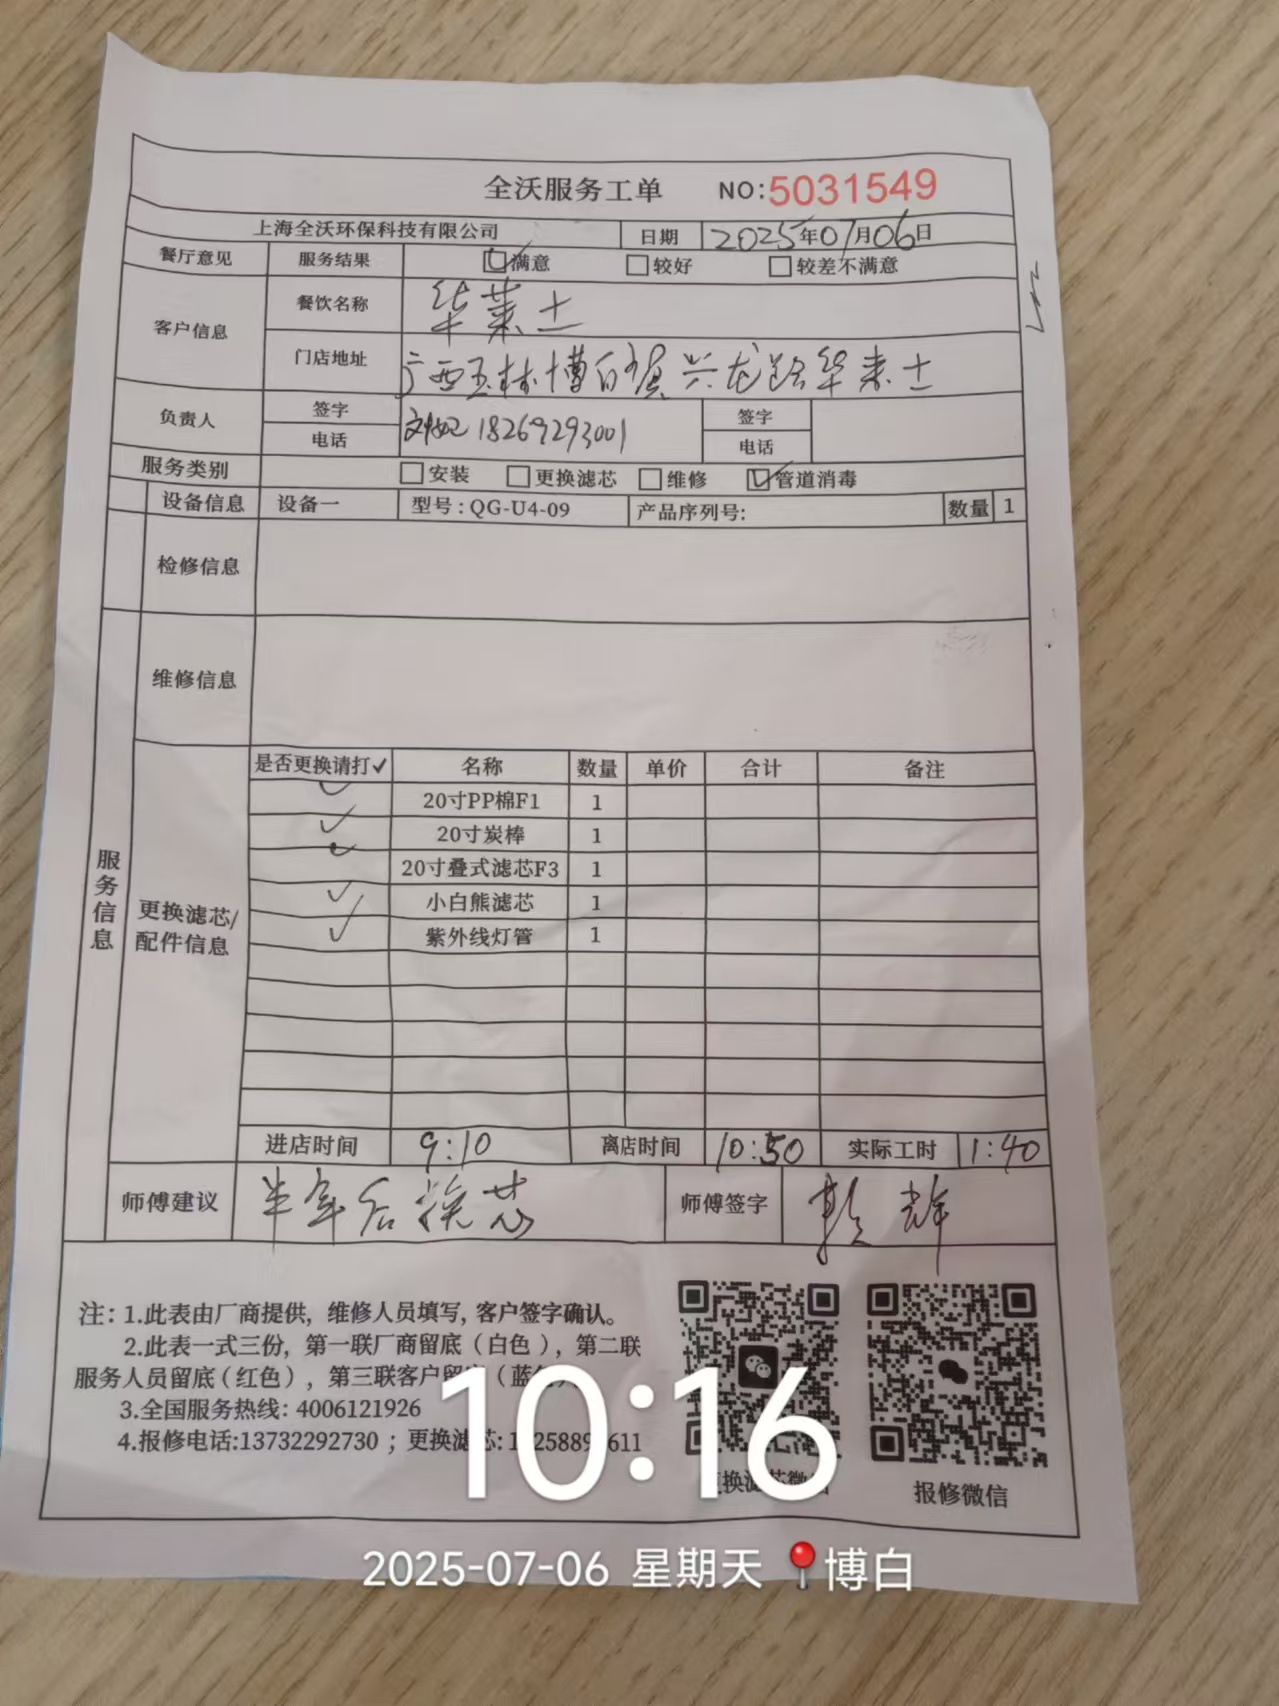 全沃服务工单 NO:5031549
上海全沃环保科技有限公司 日期 2025年07月06日
餐厅意见 服务结果 满意 较好 较差不满意
客户信息 餐饮名称 华莱士
门店地址 广西玉林博白 兴龙路华莱士
负责人 签字 签字
电话 18269293001 电话
服务类别 安装 更换滤芯 维修 管道消毒
设备信息 设备一 型号:QG-U4-09 产品序列号: 数量 1
检修信息
维修信息
服务信息
更换滤芯/配件信息
是否更换请打✓ 名称 数量 单价 合计 备注
✓ 20寸PP棉F1 1
✓ 20寸炭棒 1
✓ 20寸叠式滤芯F3 1
✓ 小白熊滤芯 1
✓ 紫外线灯管 1
进店时间 9:10 离店时间 10:50 实际工时 1:40
师傅建议 半年后换芯 师傅签字
注:1.此表由厂商提供,维修人员填写,客户签字确认。
2.此表一式三份,第一联厂商留底(白色),第二联
服务人员留底(红色),第三联客户留 (蓝
3.全国服务热线:4006121926
4.报修电话:13732292730;更换滤芯:
更换滤芯微信 报修微信
10:16
2025-07-06 星期天 博白